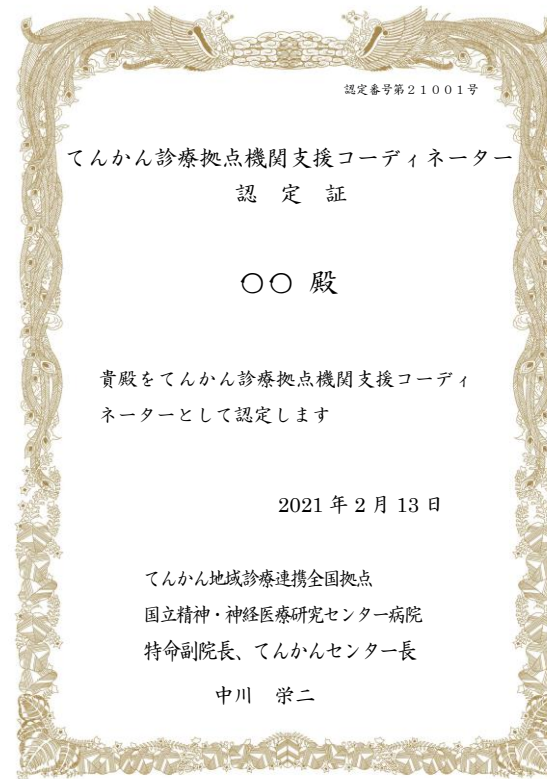 認定番号第21001号
てんかん診療拠点機関支援コーディネーター
認 定 証
〇〇 殿
貴殿をてんかん診療拠点機関支援コーディ
ネーターとして認定します
2021 年 2 月 13 日
てんかん地域診療連携全国拠点
国立精神・神経医療研究センター病院
特命副院長、てんかんセンター長
中川 栄二